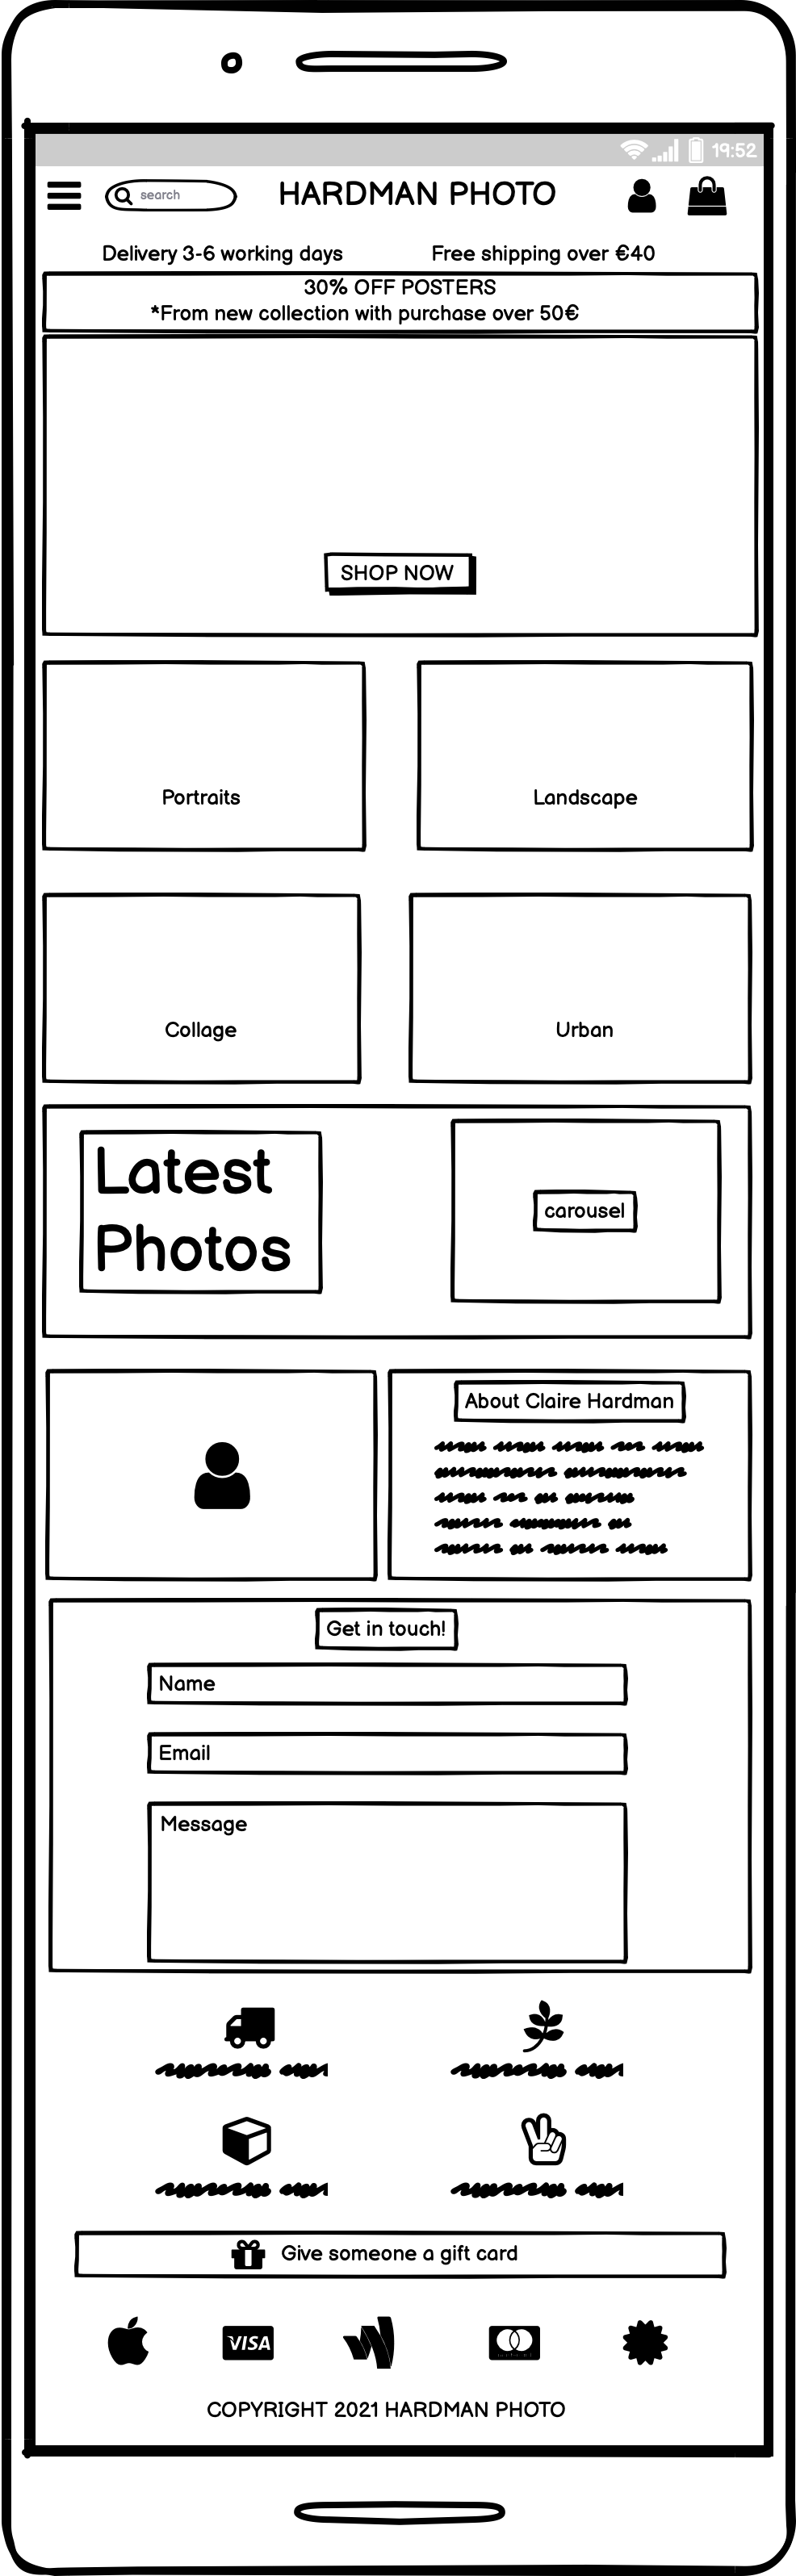 19:52
search
HARDMAN PHOTO
Delivery 3-6 working days
Free shipping over €40
30% OFF POSTERS
*From new collection with purchase over 50€
SHOP NOW
Portraits
Landscape
Collage
Urban
Latest
Photos
carousel
About Claire Hardman
Get in touch!
Name
Email
Message
Give someone a gift card
VISA
COPYRIGHT 2021 HARDMAN PHOTO